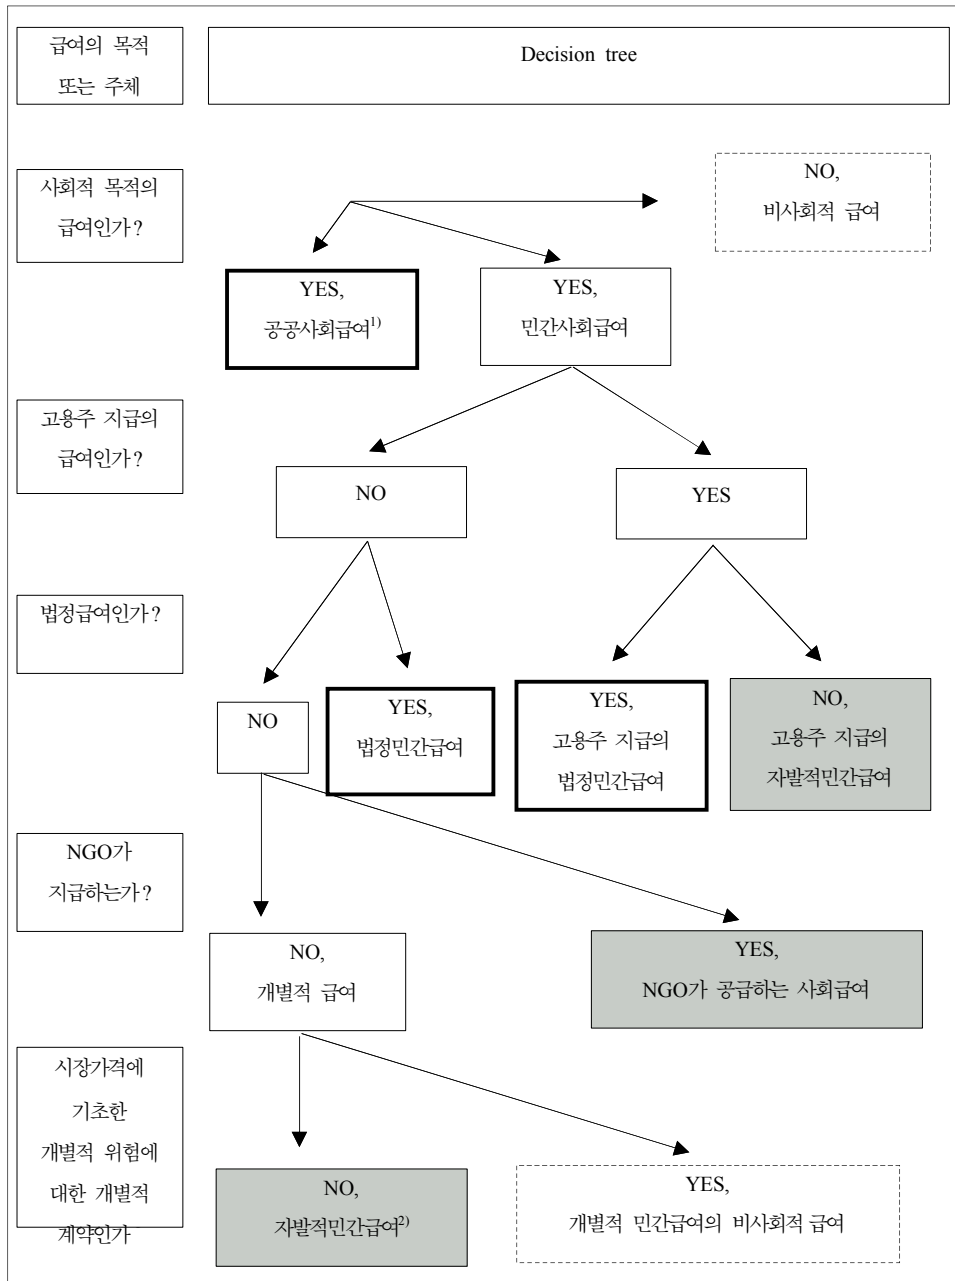 급여의 목적
또는 주체
Decision tree
사회적 목적의
급여인가?
NO,
비사회적 급여
YES,
공공사회급여1)
YES,
민간사회급여
고용주 지급의
급여인가?
NO
YES
법정급여인가?
NO
YES,
법정민간급여
YES,
고용주 지급의
법정민간급여
NO,
고용주 지급의
자발적민간급여
NGO가
지급하는가?
NO,
개별적 급여
YES,
NGO가 공급하는 사회급여
시장가격에
기초한
개별적 위험에
대한 개별적
계약인가
NO,
자발적민간급여2)
YES,
개별적 민간급여의 비사회적 급여